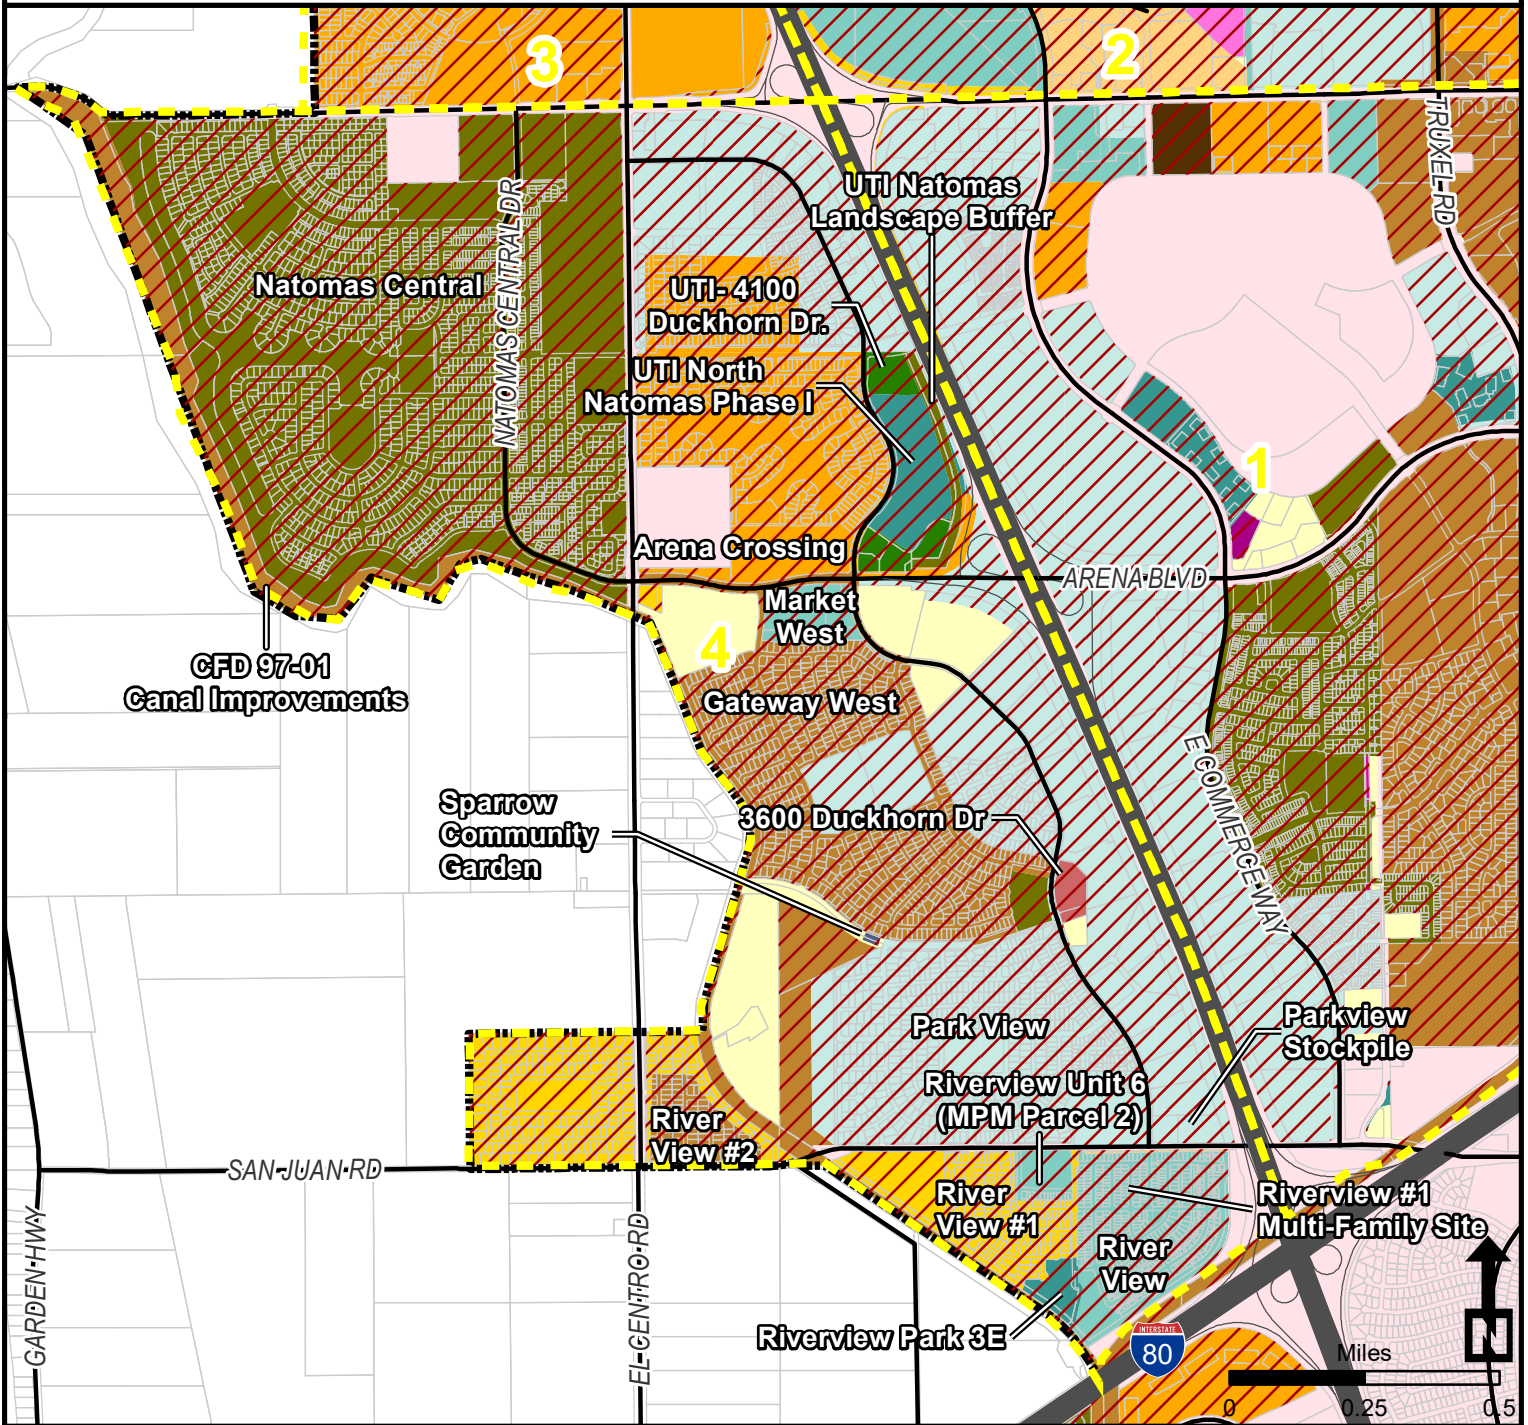 3
2
TRUXEL RD
UTI Natomas
Landscape Buffer
NATOMAS CENTRAL DR
Natomas Central
UTI- 4100
Duckhorn Dr.
UTI North
Natomas Phase I
1
Arena Crossing
ARENA BLVD
Market
West
4
CFD 97-01
Canal Improvements
Gateway West
E COMMERCE WAY
Sparrow
Community
Garden
3600 Duckhorn Dr
Park View
Parkview
Stockpile
Riverview Unit 6
(MPM Parcel 2)
River
View #2
SAN JUAN RD
River
View #1
Riverview #1
Multi-Family Site
GARDEN HWY
EL CENTRO RD
River
View
Riverview Park 3E
INTERSTATE
80
N
Miles
0 0.25 0.5